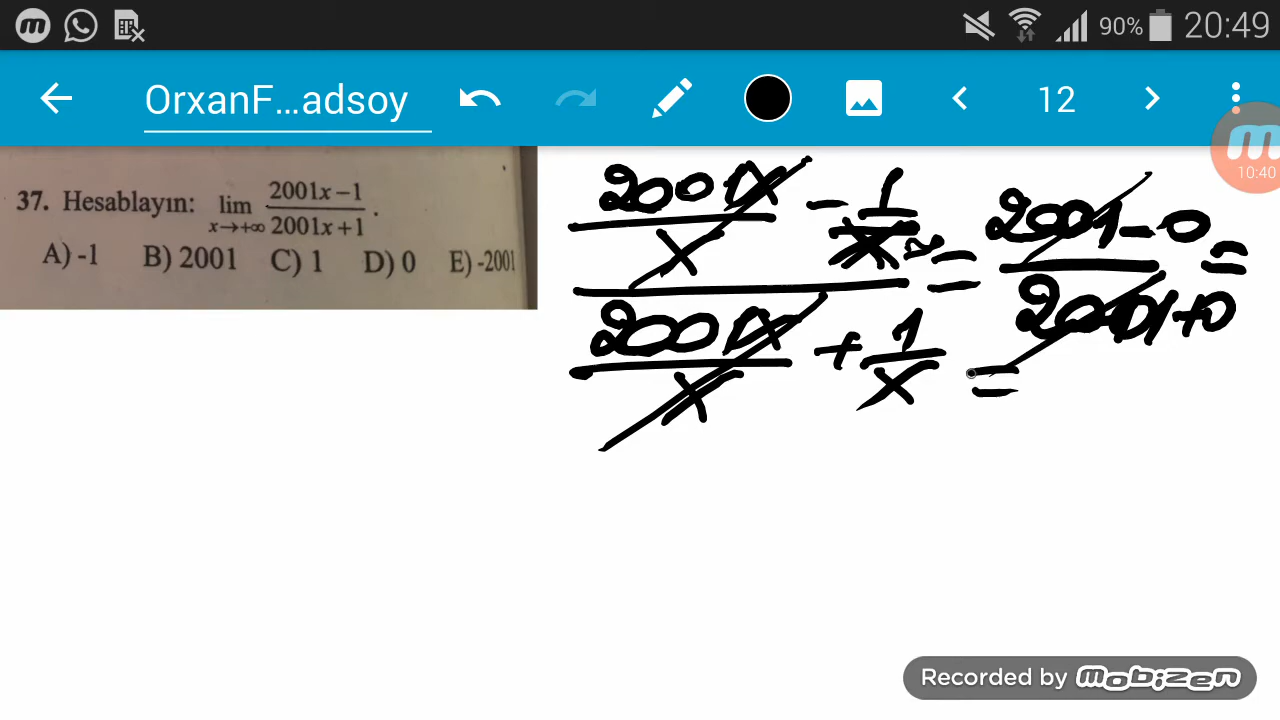 90% 20:49
OrxanF...adsoy 12
10:40
37. Hesablayın: lim x→+∞ 2001x−1 / 2001x+1 .
A) -1 B) 2001 C) 1 D) 0 E) -2001
2001x / x − 1 / x = 2001−0 / 2001+0 =
2001x / x + 1 / x =
Recorded by mobizen